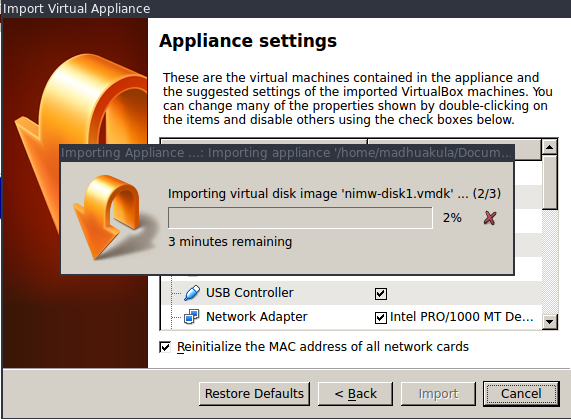 Import Virtual Appliance
Appliance settings
These are the virtual machines contained in the appliance and
the suggested settings of the imported VirtualBox machines. You
can change many of the properties shown by double-clicking on
the items and disable others using the check boxes below.
Importing Appliance ...: Importing appliance '/home/madhuakula/Docum...
Importing virtual disk image 'nimw-disk1.vmdk' ... (2/3)
2%
3 minutes remaining
USB Controller
Network Adapter Intel PRO/1000 MT De...
Reinitialize the MAC address of all network cards
Restore Defaults < Back Import Cancel